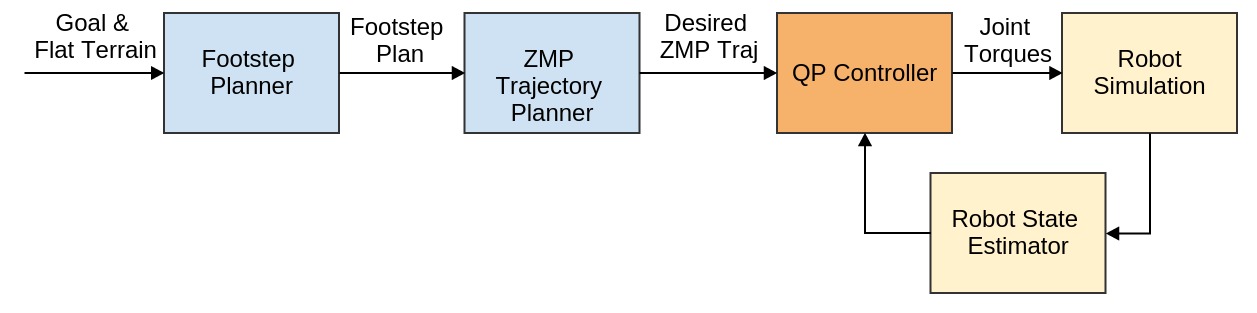 Goal &
Flat Terrain
Footstep
Planner
Footstep
Plan
ZMP
Trajectory
Planner
Desired
ZMP Traj
QP Controller
Joint
Torques
Robot
Simulation
Robot State
Estimator